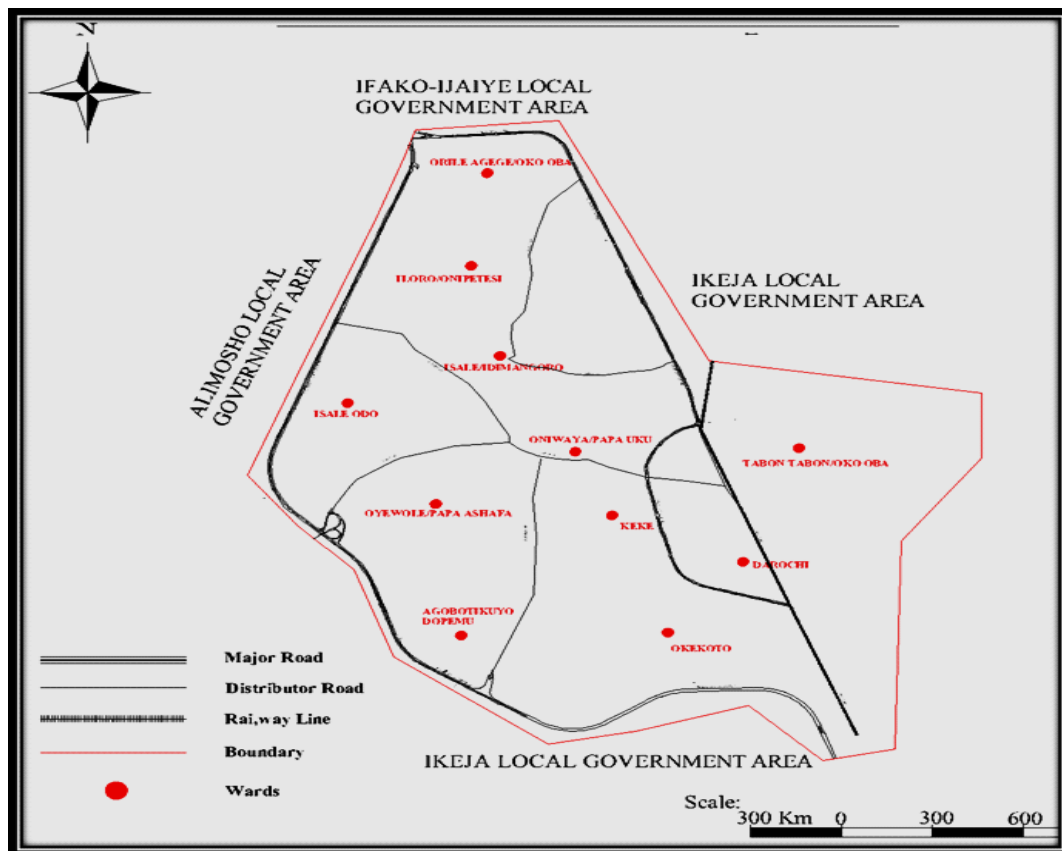 N
IFAKO-IJAIYE LOCAL
GOVERNMENT AREA
ORILE AGEGE/OKO OBA
ILORO/ONIPETESI
IKEJA LOCAL
GOVERNMENT AREA
ALIMOSHO LOCAL
GOVERNMENT AREA
ISALE/IDIMANGORO
ISALE ODO
ONIWAYA/PAPA UKU
TABON TABON/OKO OBA
OYEWOLE/PAPA ASHAFA
KEKE
DAROCHI
AGOBOTIKUYO
DOPEMU
OKEKOTO
Major Road
Distributor Road
Rai,way Line
Boundary
Wards
IKEJA LOCAL GOVERNMENT AREA
Scale:
300 Km 0 300 600